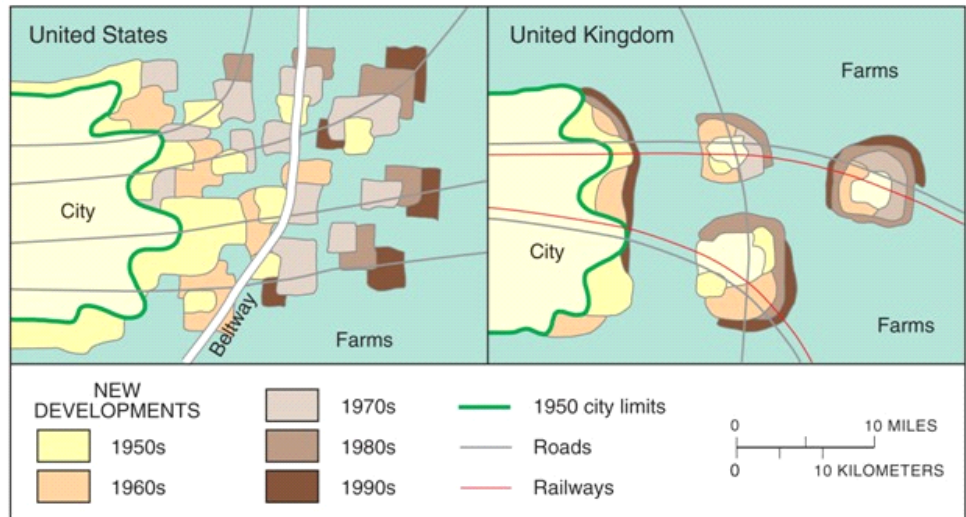 United States
City
Beltway
Farms
United Kingdom
Farms
City
Farms
NEW
DEVELOPMENTS
1950s
1960s
1970s
1980s
1990s
1950 city limits
Roads
Railways
0 10 MILES
0 10 KILOMETERS